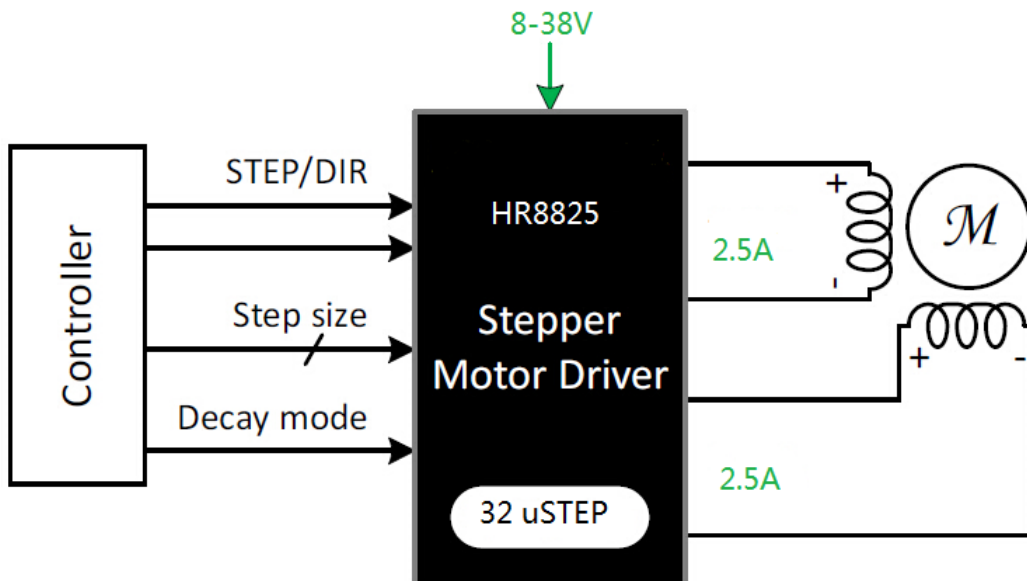 8-38V
Controller
STEP/DIR
Step size
Decay mode
HR8825
Stepper
Motor Driver
32 uSTEP
2.5A
+
-
M
+
-
2.5A